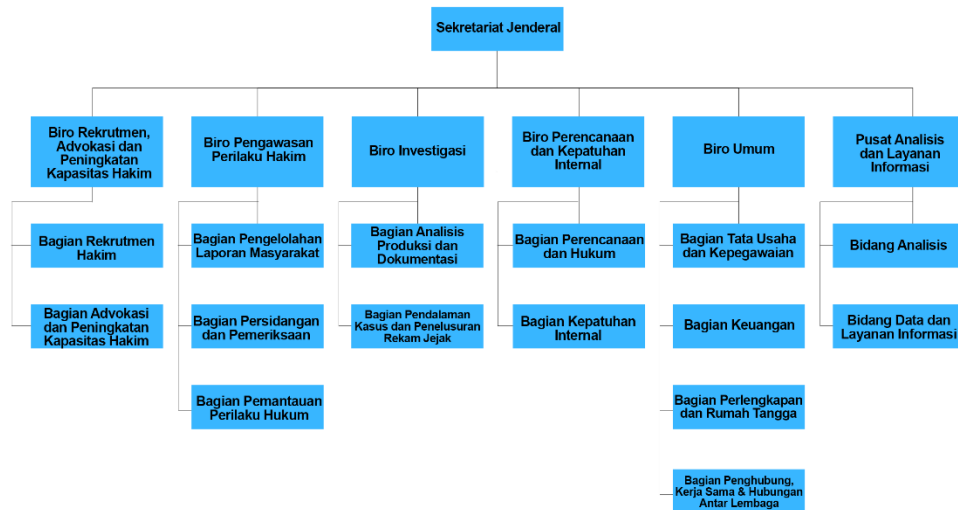 Sekretariat Jenderal
Biro Rekrutmen,
Advokasi dan
Peningkatan
Kapasitas Hakim
Biro Pengawasan
Perilaku Hakim
Biro Investigasi
Biro Perencanaan
dan Kepatuhan
Internal
Biro Umum
Pusat Analisis
dan Layanan
Informasi
Bagian Rekrutmen
Hakim
Bagian Pengelolahan
Laporan Masyarakat
Bagian Analisis
Produksi dan
Dokumentasi
Bagian Perencanaan
dan Hukum
Bagian Tata Usaha
dan Kepegawaian
Bidang Analisis
Bagian Advokasi
dan Peningkatan
Kapasitas Hakim
Bagian Persidangan
dan Pemeriksaan
Bagian Pendalaman
Kasus dan Penelusuran
Rekam Jejak
Bagian Kepatuhan
Internal
Bagian Keuangan
Bidang Data dan
Layanan Informasi
Bagian Pemantauan
Perilaku Hukum
Bagian Perlengkapan
dan Rumah Tangga
Bagian Penghubung,
Kerja Sama & Hubungan
Antar Lembaga